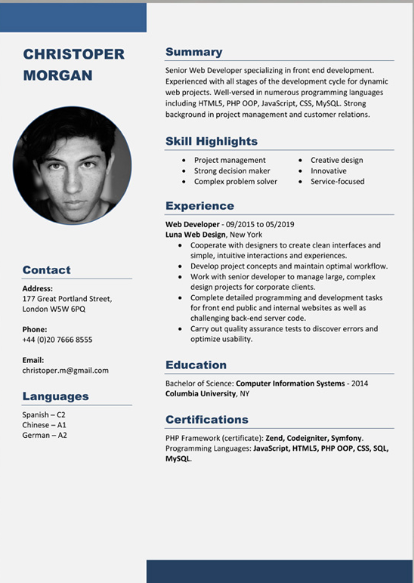 CHRISTOPER
MORGAN
Contact
Address:
177 Great Portland Street,
London W5W 6PQ
Phone:
+44 (0)20 7666 8555
Email:
christoper.m@gmail.com
Languages
Spanish – C2
Chinese – A1
German – A2
Summary
Senior Web Developer specializing in front end development.
Experienced with all stages of the development cycle for dynamic
web projects. Well-versed in numerous programming languages
including HTML5, PHP OOP, JavaScript, CSS, MySQL. Strong
background in project management and customer relations.
Skill Highlights
• Project management
• Strong decision maker
• Complex problem solver
• Creative design
• Innovative
• Service-focused
Experience
Web Developer - 09/2015 to 05/2019
Luna Web Design, New York
• Cooperate with designers to create clean interfaces and
simple, intuitive interactions and experiences.
• Develop project concepts and maintain optimal workflow.
• Work with senior developer to manage large, complex
design projects for corporate clients.
• Complete detailed programming and development tasks
for front end public and internal websites as well as
challenging back-end server code.
• Carry out quality assurance tests to discover errors and
optimize usability.
Education
Bachelor of Science: Computer Information Systems - 2014
Columbia University, NY
Certifications
PHP Framework (certificate): Zend, Codeigniter, Symfony.
Programming Languages: JavaScript, HTML5, PHP OOP, CSS, SQL,
MySQL.